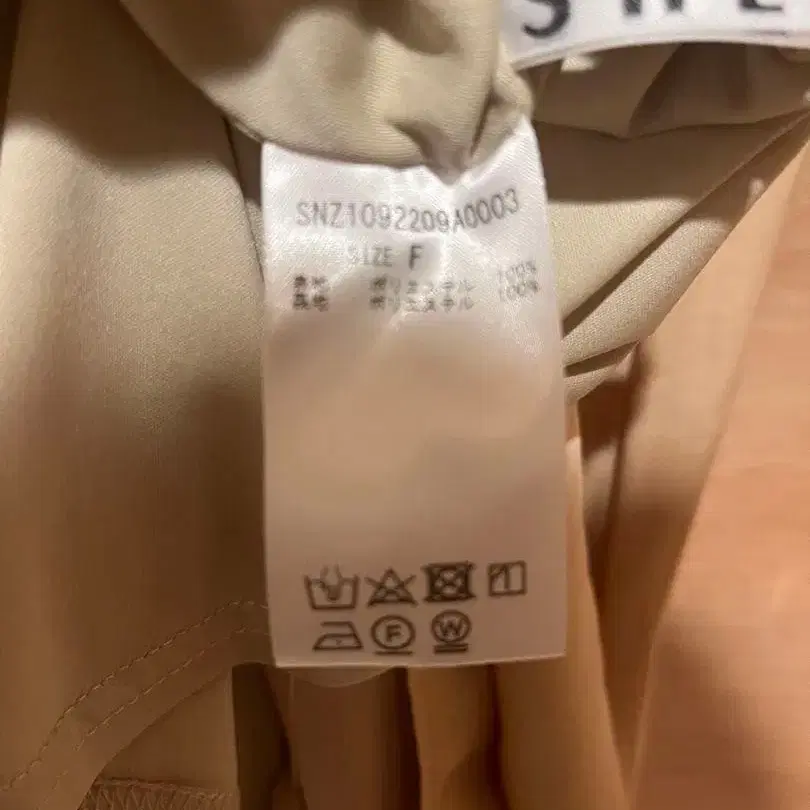 SNZ1092209A0003
SIZE F
表地 ポリエステル 100%
裏地 ポリエステル 100%
F W